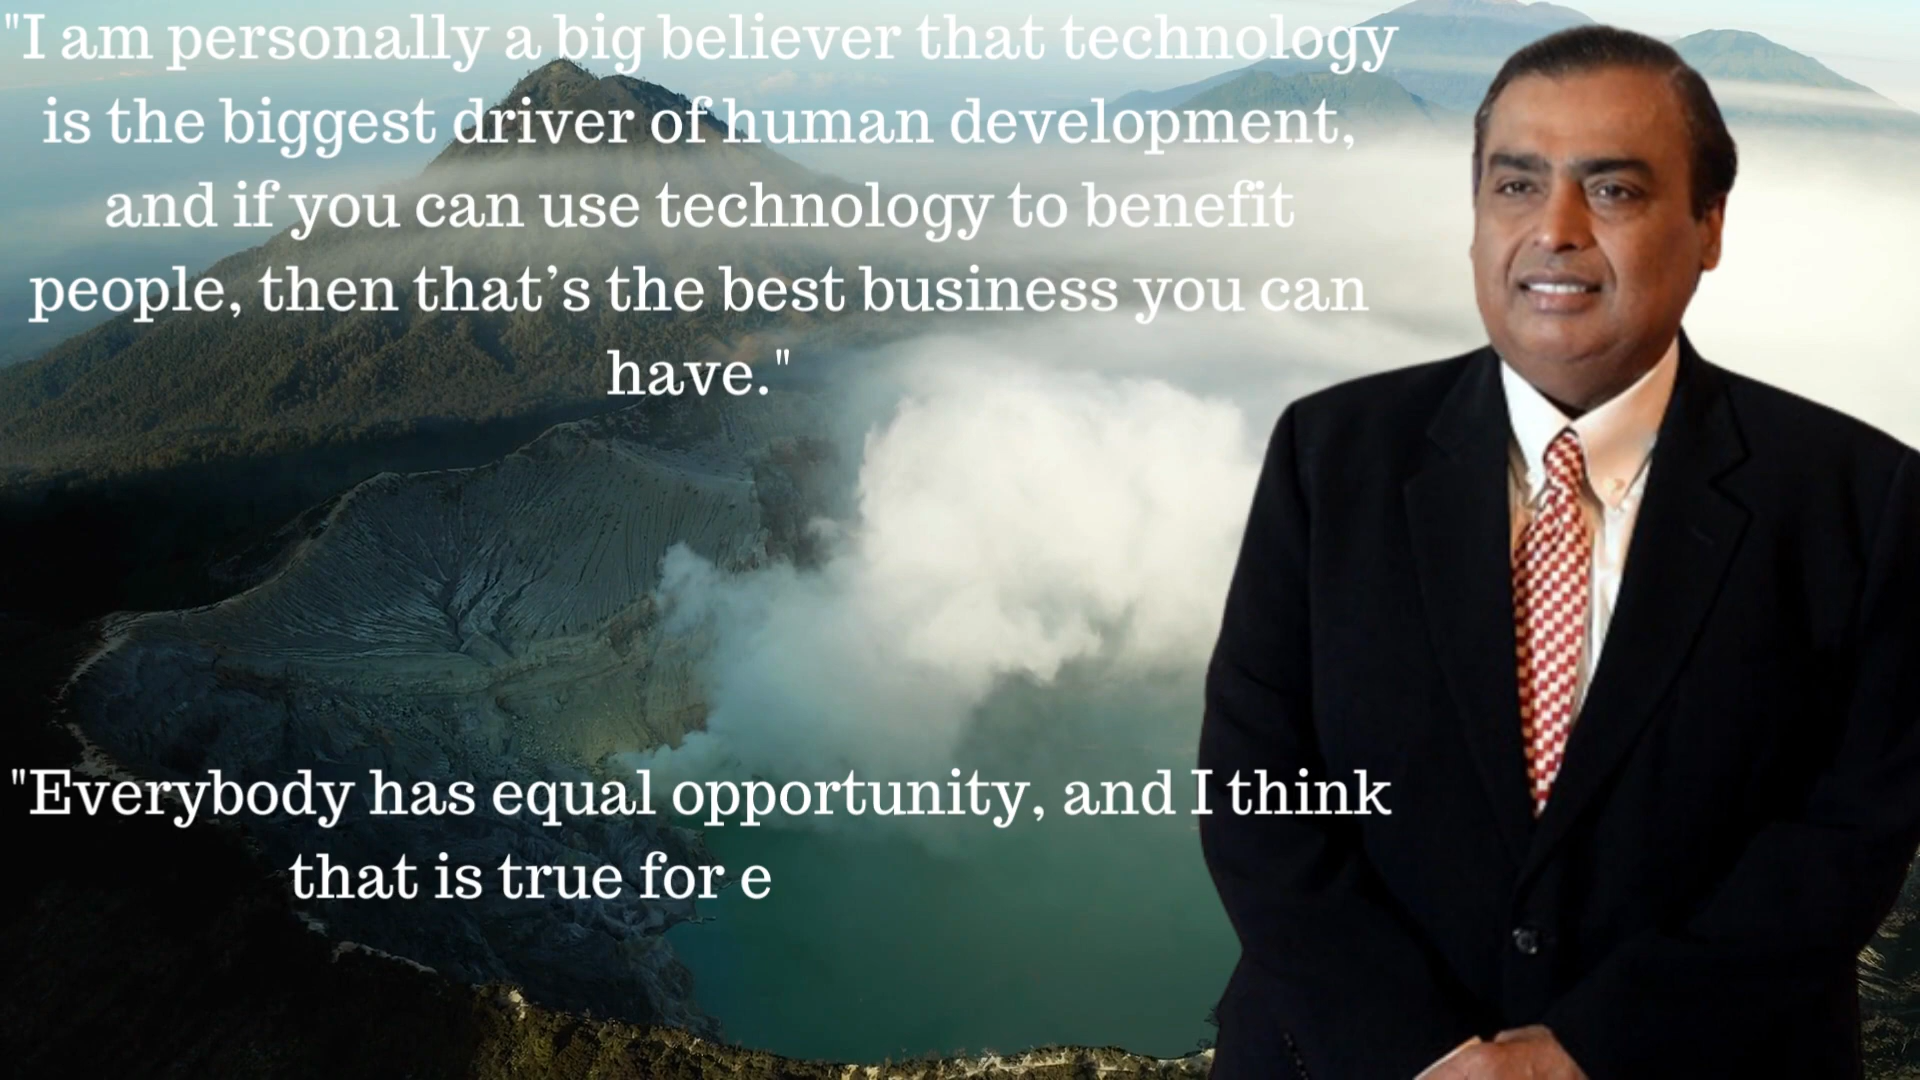 "I am personally a big believer that technology
is the biggest driver of human development,
and if you can use technology to benefit
people, then that’s the best business you can
have."
"Everybody has equal opportunity, and I think
that is true for e